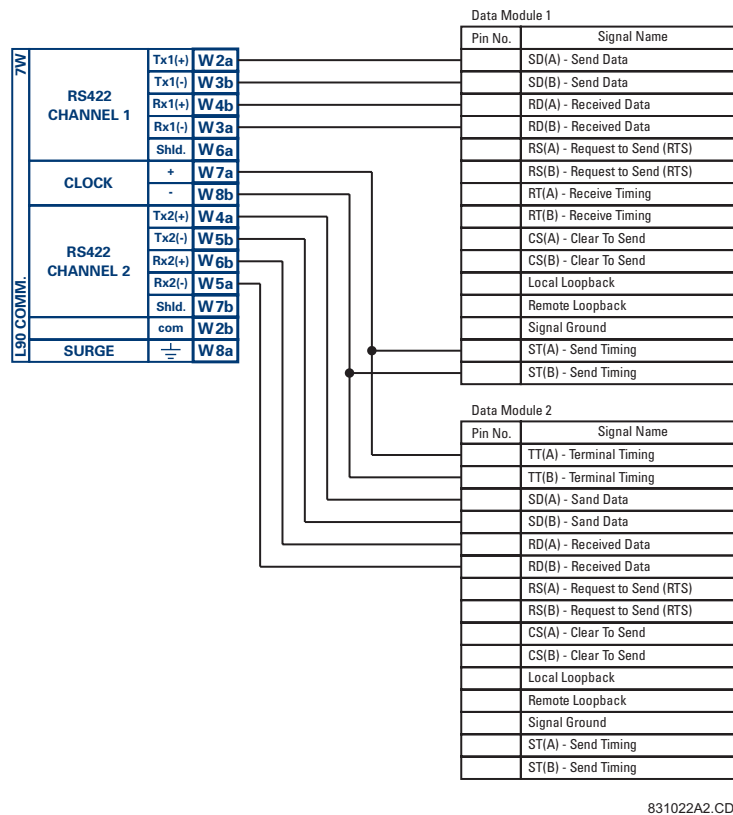 Data Module 1
Pin No. Signal Name
7W
L90 COMM.
RS422
CHANNEL 1
Tx1(+) W2a
Tx1(-) W3b
Rx1(+) W4b
Rx1(-) W3a
Shld. W6a
CLOCK
+ W7a
- W8b
RS422
CHANNEL 2
Tx2(+) W4a
Tx2(-) W5b
Rx2(+) W6b
Rx2(-) W5a
Shld. W7b
com W2b
SURGE W8a
SD(A) - Send Data
SD(B) - Send Data
RD(A) - Received Data
RD(B) - Received Data
RS(A) - Request to Send (RTS)
RS(B) - Request to Send (RTS)
RT(A) - Receive Timing
RT(B) - Receive Timing
CS(A) - Clear To Send
CS(B) - Clear To Send
Local Loopback
Remote Loopback
Signal Ground
ST(A) - Send Timing
ST(B) - Send Timing
Data Module 2
Pin No. Signal Name
TT(A) - Terminal Timing
TT(B) - Terminal Timing
SD(A) - Sand Data
SD(B) - Sand Data
RD(A) - Received Data
RD(B) - Received Data
RS(A) - Request to Send (RTS)
RS(B) - Request to Send (RTS)
CS(A) - Clear To Send
CS(B) - Clear To Send
Local Loopback
Remote Loopback
Signal Ground
ST(A) - Send Timing
ST(B) - Send Timing
831022A2.CD